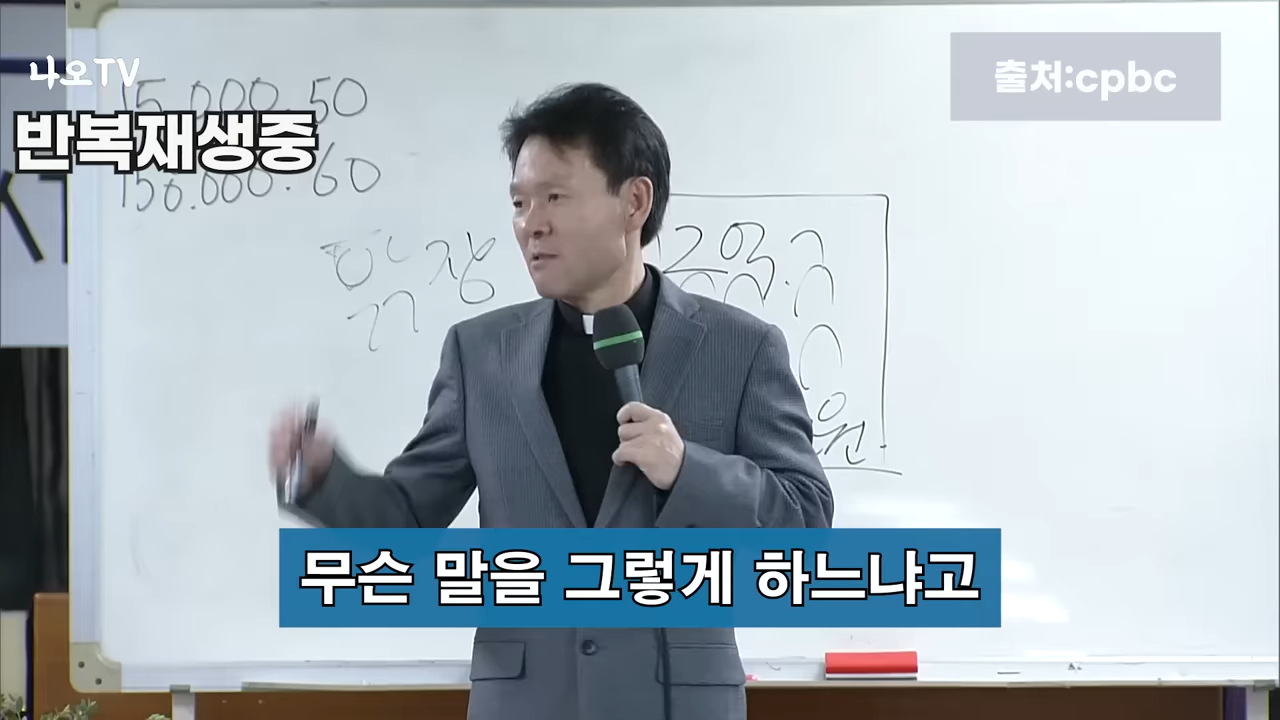 나오TV
출처:cpbc
15,000.50
반복재생중
150.000.60
무슨 말을 그렇게 하느냐고